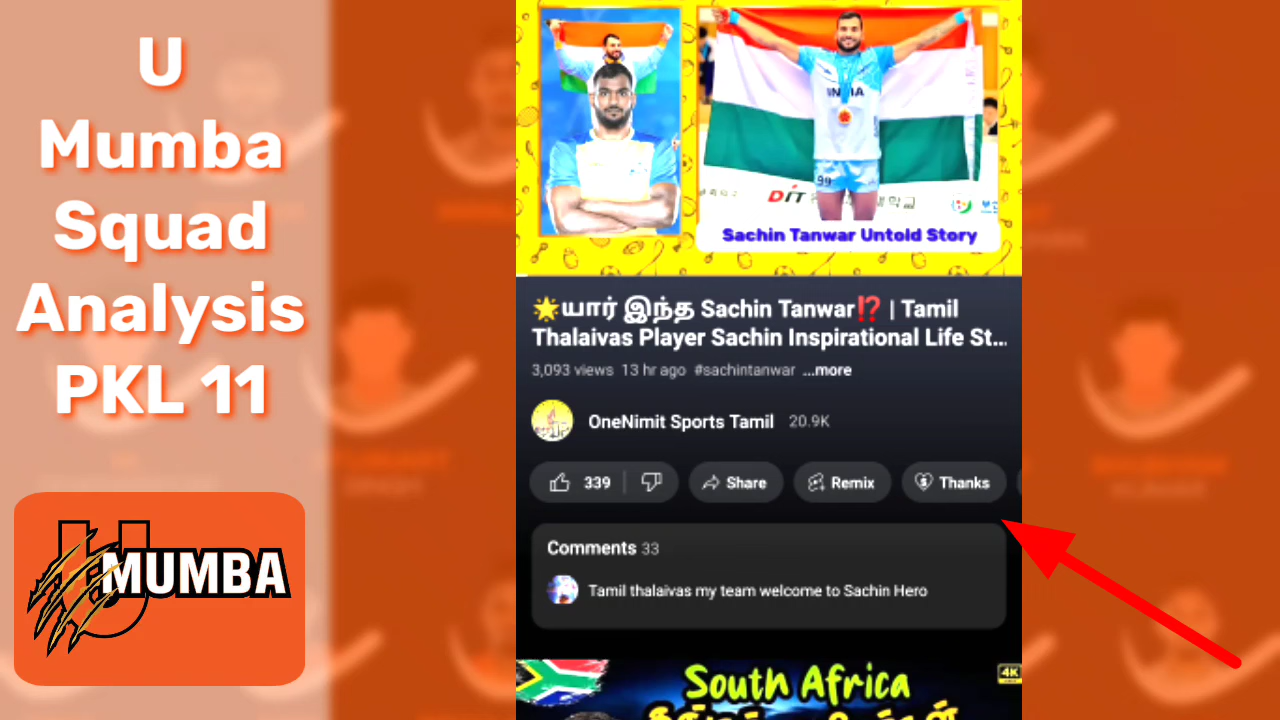 U
Mumba
Squad
Analysis
PKL 11
MUMBA
INDIA
99
DIT
Sachin Tanwar Untold Story
🌟யார் இந்த Sachin Tanwar⁉️ | Tamil
Thalaivas Player Sachin Inspirational Life St...
3,093 views 13 hr ago #sachintanwar ...more
OneNimit Sports Tamil 20.9K
339 Share Remix Thanks
Comments 33
Tamil thalaivas my team welcome to Sachin Hero
4K
South Africa